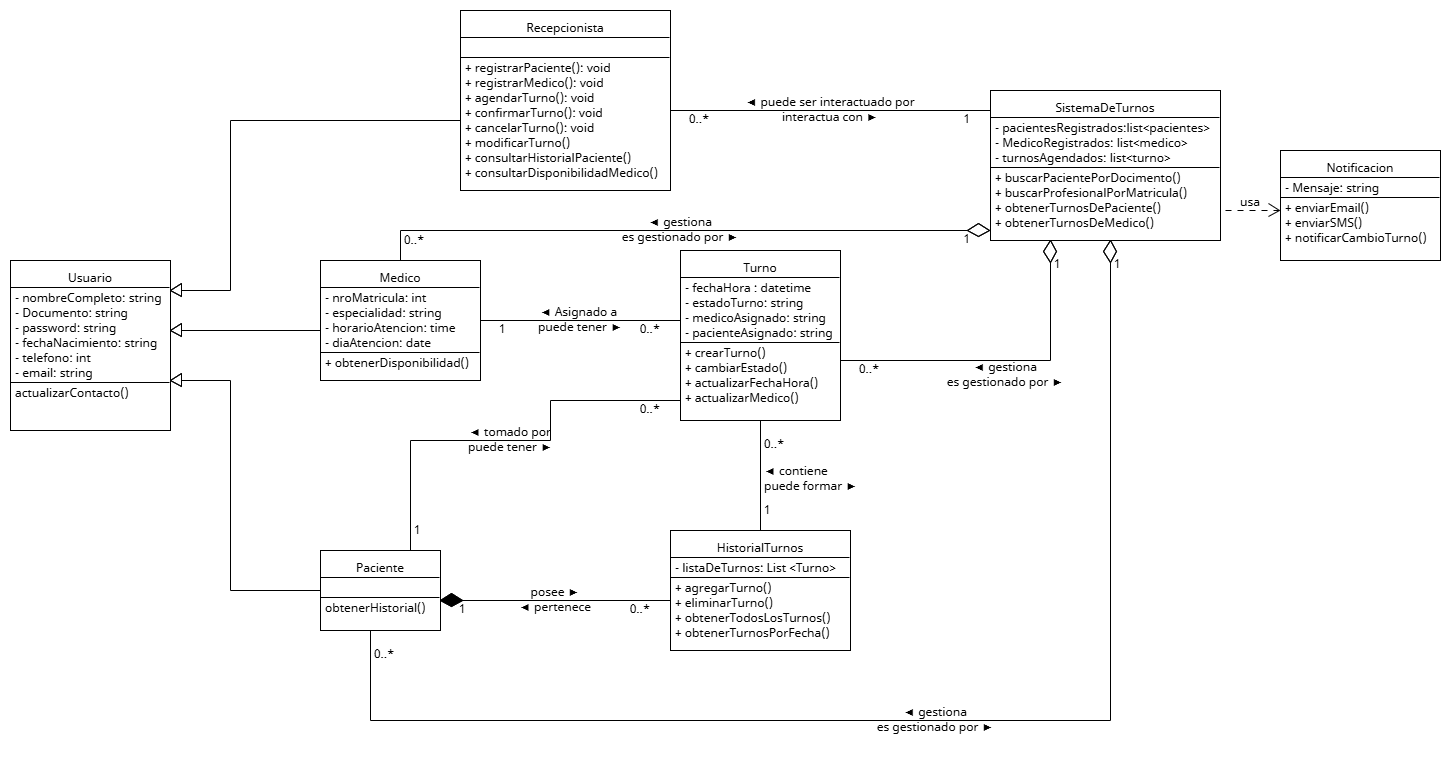 Recepcionista
+ registrarPaciente(): void
+ registrarMedico(): void
+ agendarTurno(): void
+ confirmarTurno(): void
+ cancelarTurno(): void
+ modificarTurno()
+ consultarHistorialPaciente()
+ consultarDisponibilidadMedico()
◄ puede ser interactuado por
0..*
interactua con ►
1
SistemaDeTurnos
- pacientesRegistrados:list<pacientes>
- MedicoRegistrados: list<medico>
- turnosAgendados: list<turno>
+ buscarPacientePorDocimento()
+ buscarProfesionalPorMatricula()
+ obtenerTurnosDePaciente()
+ obtenerTurnosDeMedico()
usa
Notificacion
- Mensaje: string
+ enviarEmail()
+ enviarSMS()
+ notificarCambioTurno()
◄ gestiona
0..*
es gestionado por ►
1
Usuario
- nombreCompleto: string
- Documento: string
- password: string
- fechaNacimiento: string
- telefono: int
- email: string
actualizarContacto()
Medico
- nroMatricula: int
- especialidad: string
- horarioAtencion: time
- diaAtencion: date
+ obtenerDisponibilidad()
◄ Asignado a
1
puede tener ►
0..*
Turno
- fechaHora : datetime
- estadoTurno: string
- medicoAsignado: string
- pacienteAsignado: string
+ crearTurno()
+ cambiarEstado()
+ actualizarFechaHora()
+ actualizarMedico()
1
1
0..*
◄ gestiona
es gestionado por ►
0..*
◄ tomado por
puede tener ►
1
0..*
◄ contiene
puede formar ►
1
Paciente
obtenerHistorial()
1
posee ►
◄ pertenece
0..*
HistorialTurnos
- listaDeTurnos: List <Turno>
+ agregarTurno()
+ eliminarTurno()
+ obtenerTodosLosTurnos()
+ obtenerTurnosPorFecha()
0..*
◄ gestiona
es gestionado por ►